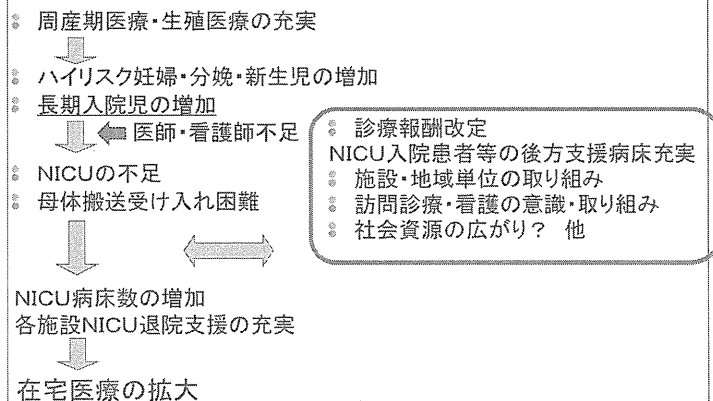 周産期医療・生殖医療の充実
ハイリスク妊婦・分娩・新生児の増加
長期入院児の増加
医師・看護師不足
NICUの不足
母体搬送受け入れ困難
診療報酬改定
NICU入院患者等の後方支援病床充実
施設・地域単位の取り組み
訪問診療・看護の意識・取り組み
社会資源の広がり？ 他
NICU病床数の増加
各施設NICU退院支援の充実
在宅医療の拡大